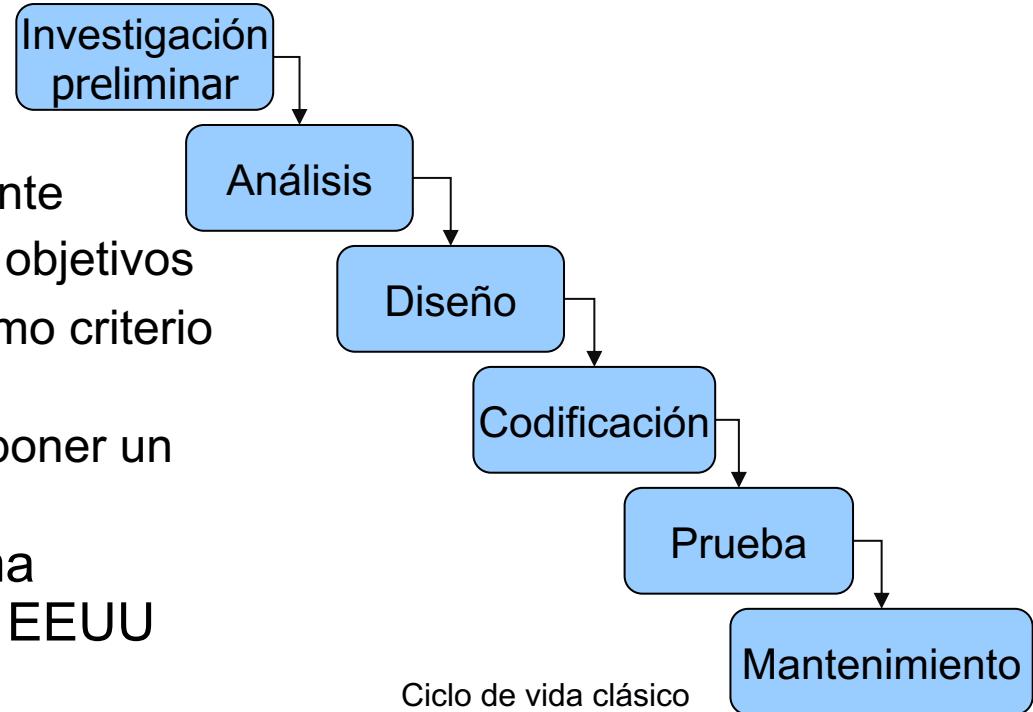 Investigación
preliminar
Análisis
nte
objetivos
Diseño
mo criterio
Codificación
poner un
Prueba
na
EEUU
Mantenimiento
Ciclo de vida clásico